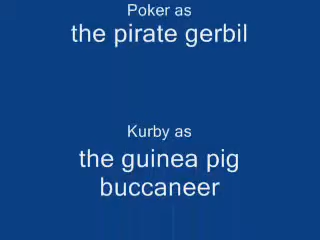 Poker as
the pirate gerbil
Kurby as
the guinea pig
buccaneer